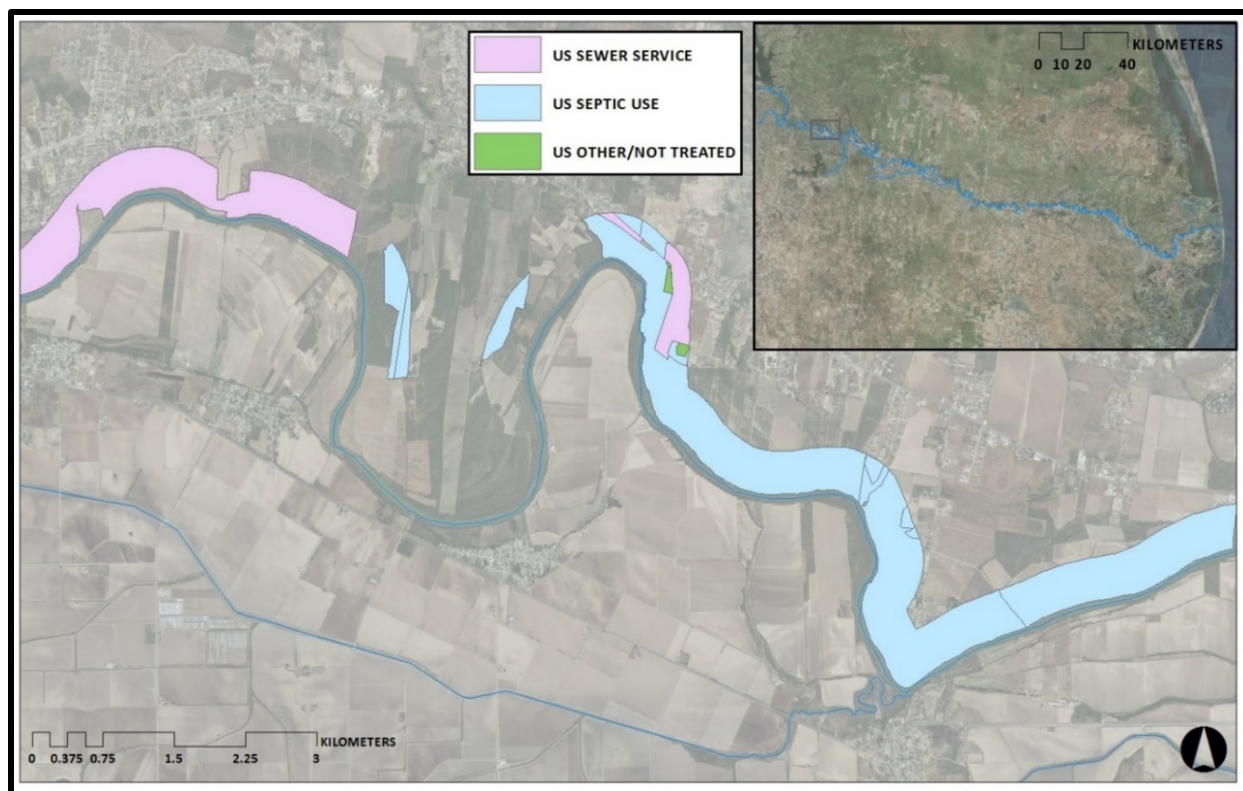 US SEWER SERVICE
US SEPTIC USE
US OTHER/NOT TREATED
KILOMETERS
0 10 20 40
KILOMETERS
0 0.375 0.75 1.5 2.25 3